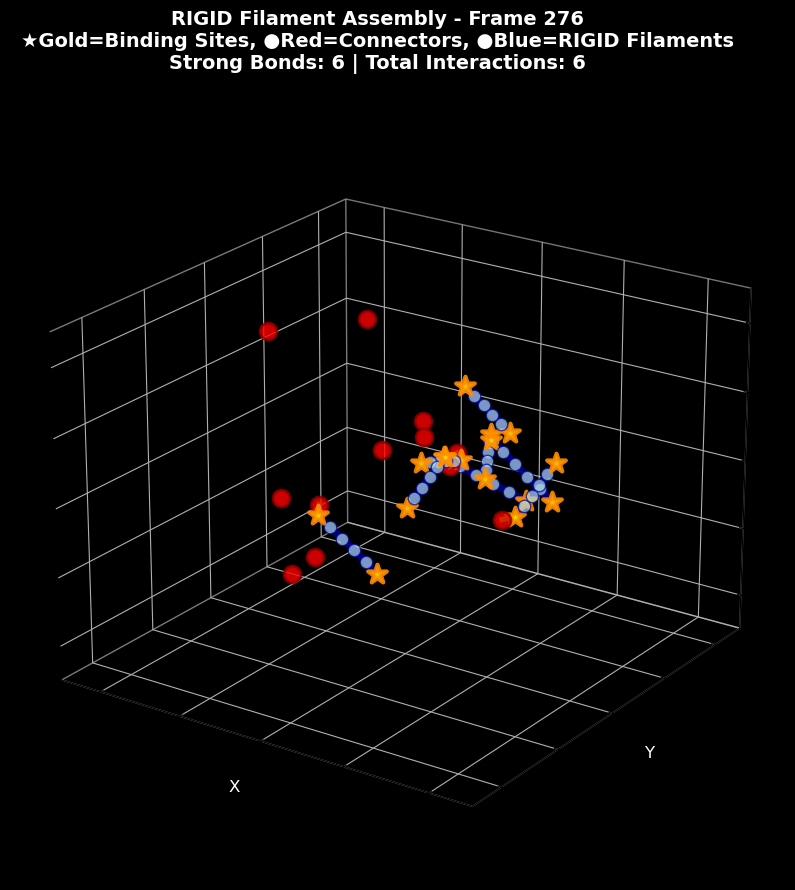 RIGID Filament Assembly - Frame 276
★Gold=Binding Sites, ●Red=Connectors, ●Blue=RIGID Filaments
Strong Bonds: 6 | Total Interactions: 6
Y
X